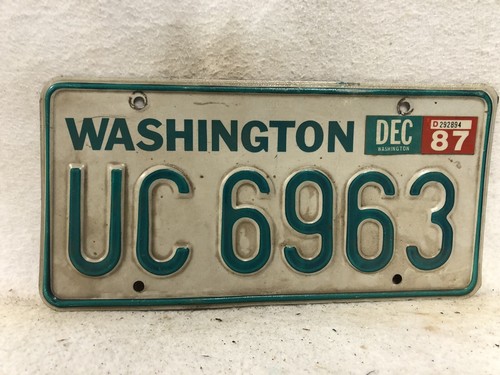 WASHINGTON
DEC
WASHINGTON
D 292894
87
UC 6963